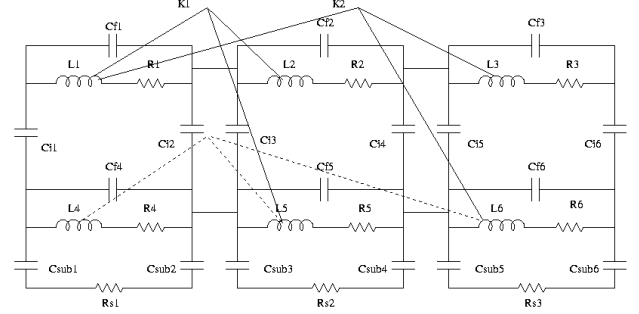 K1 K2
Cf1 Cf2 Cf3
L1 R1 L2 R2 L3 R3
Ci1 Ci2 Ci3 Ci4 Ci5 Ci6
Cf4 Cf5 Cf6
L4 R4 L5 R5 L6 R6
Csub1 Csub2 Csub3 Csub4 Csub5 Csub6
Rs1 Rs2 Rs3